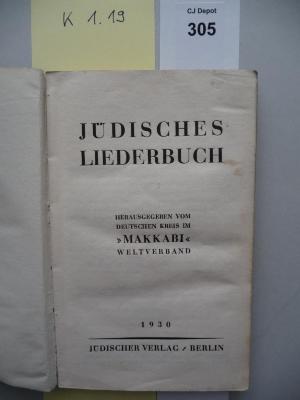 K 1.19
CJ Depot
305
JÜDISCHES
LIEDERBUCH
HERAUSGEGEBEN VOM
DEUTSCHEN KREIS IM
»MAKKABI«
WELTVERBAND
1930
JÜDISCHER VERLAG / BERLIN